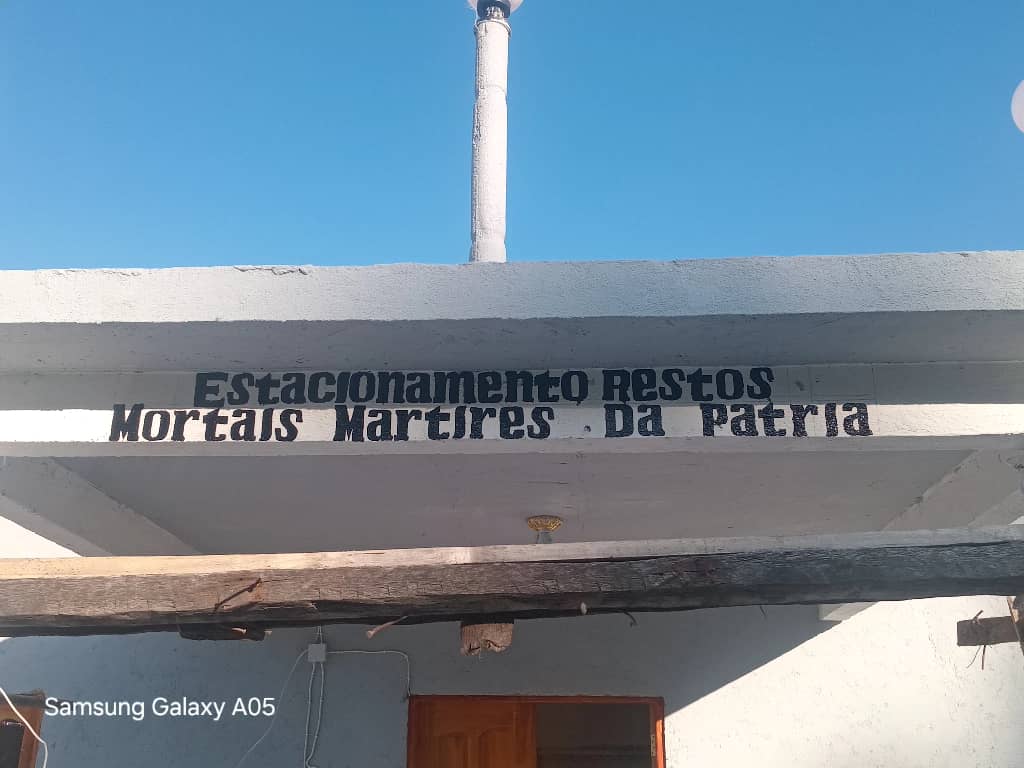 Estacionamento Restos
Mortais Martires Da Patria
Samsung Galaxy A05